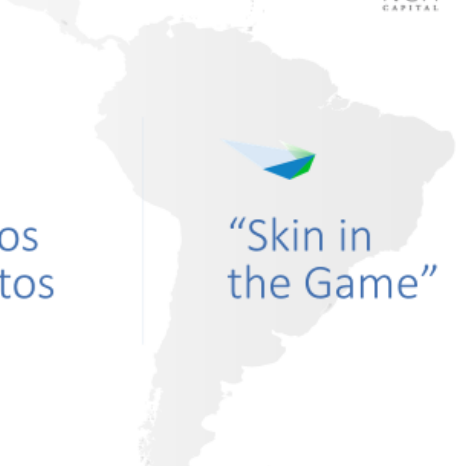 CAPITAL
os
tos
“Skin in
the Game”